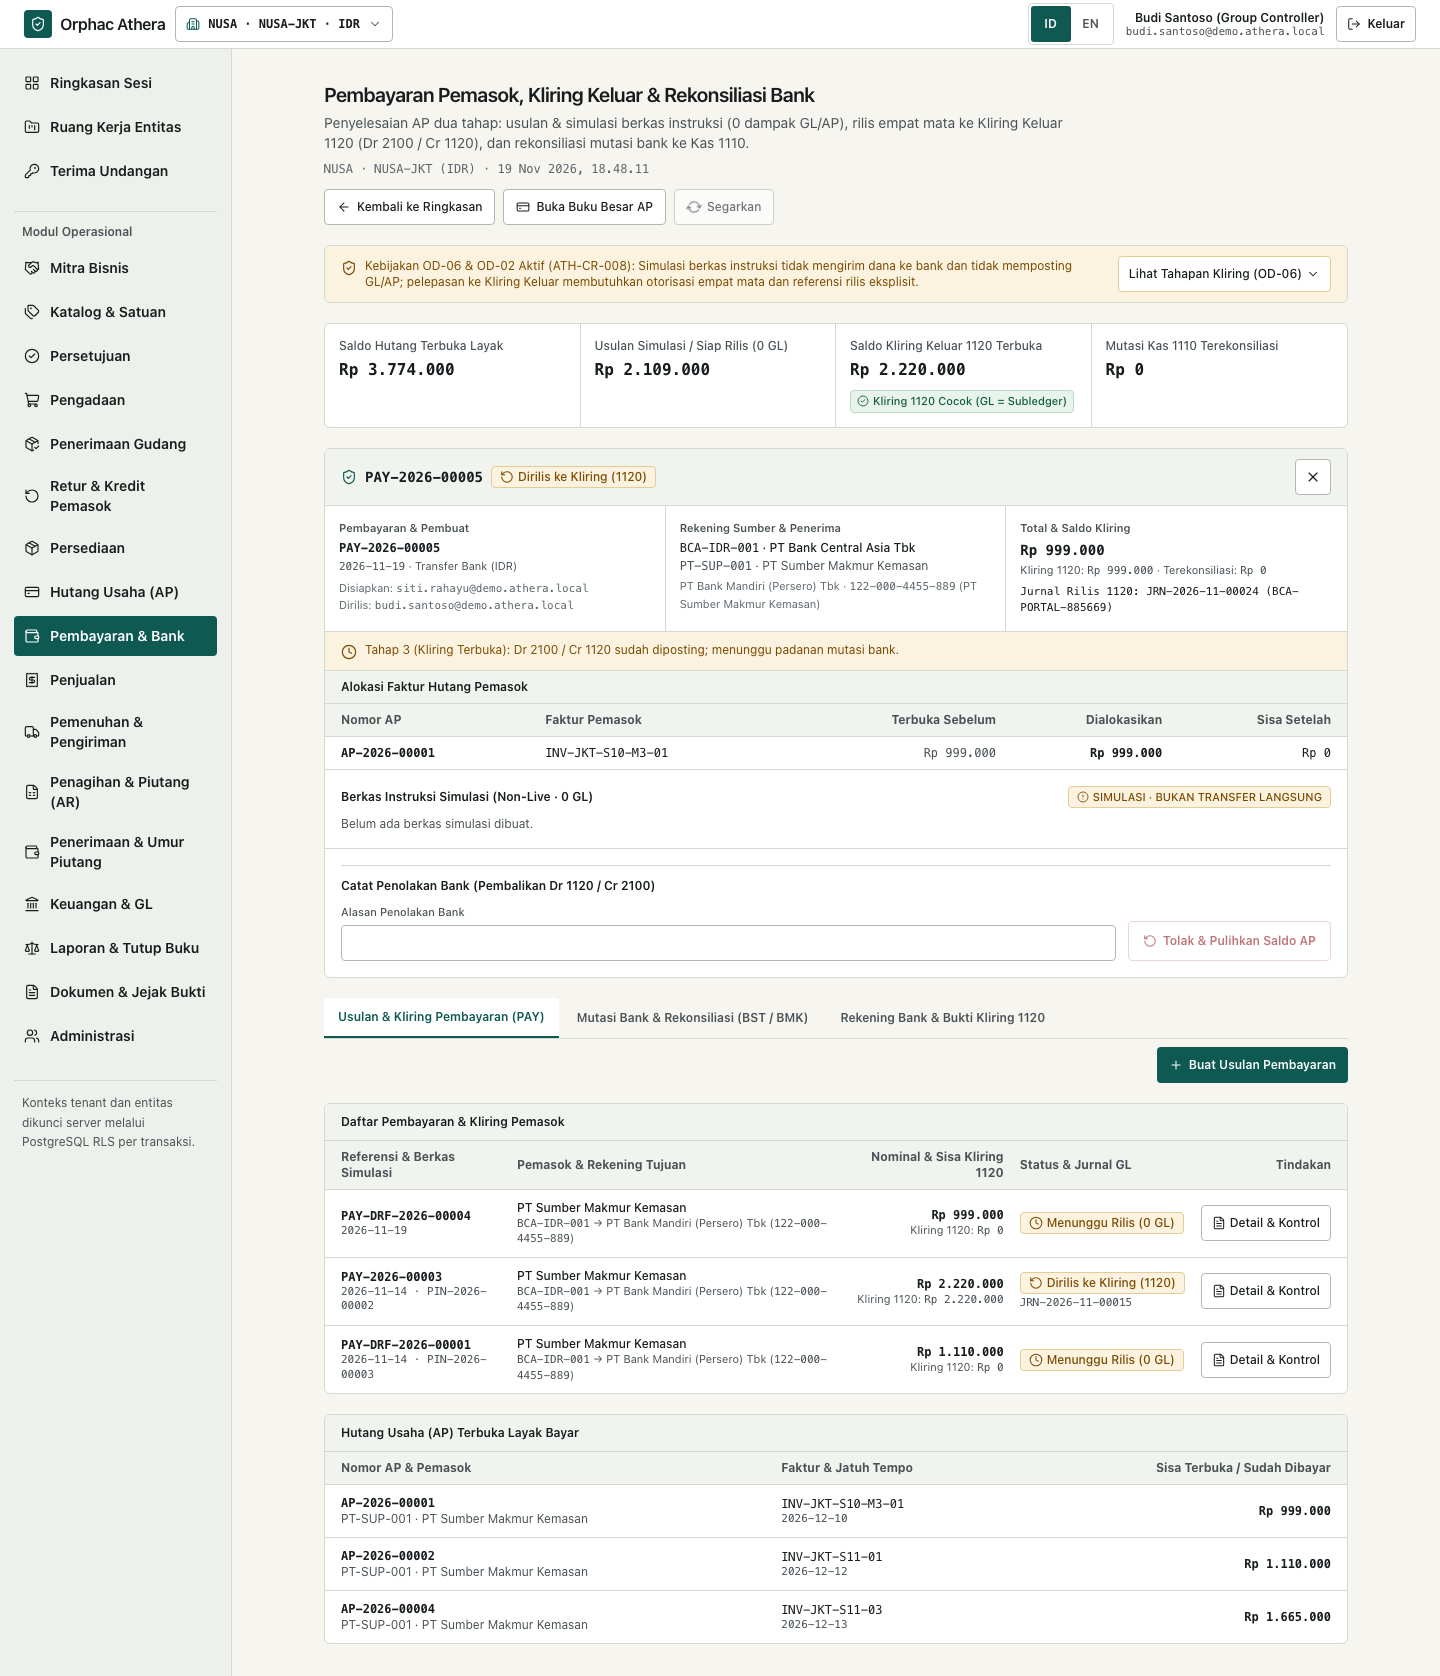 Orphac Athera
NUSA · NUSA-JKT · IDR
ID
EN
Budi Santoso (Group Controller)
budi.santoso@demo.athera.local
Keluar
Ringkasan Sesi
Ruang Kerja Entitas
Terima Undangan
Modul Operasional
Mitra Bisnis
Katalog & Satuan
Persetujuan
Pengadaan
Penerimaan Gudang
Retur & Kredit
Pemasok
Persediaan
Hutang Usaha (AP)
Pembayaran & Bank
Penjualan
Pemenuhan &
Pengiriman
Penagihan & Piutang
(AR)
Penerimaan & Umur
Piutang
Keuangan & GL
Laporan & Tutup Buku
Dokumen & Jejak Bukti
Administrasi
Konteks tenant dan entitas
dikunci server melalui
PostgreSQL RLS per transaksi.
Pembayaran Pemasok, Kliring Keluar & Rekonsiliasi Bank
Penyelesaian AP dua tahap: usulan & simulasi berkas instruksi (0 dampak GL/AP), rilis empat mata ke Kliring Keluar
1120 (Dr 2100 / Cr 1120), dan rekonsiliasi mutasi bank ke Kas 1110.
NUSA · NUSA-JKT (IDR) · 19 Nov 2026, 18.48.11
Kembali ke Ringkasan
Buka Buku Besar AP
Segarkan
Kebijakan OD-06 & OD-02 Aktif (ATH-CR-008): Simulasi berkas instruksi tidak mengirim dana ke bank dan tidak memposting
GL/AP; pelepasan ke Kliring Keluar membutuhkan otorisasi empat mata dan referensi rilis eksplisit.
Lihat Tahapan Kliring (OD-06)
Saldo Hutang Terbuka Layak
Rp 3.774.000
Usulan Simulasi / Siap Rilis (0 GL)
Rp 2.109.000
Saldo Kliring Keluar 1120 Terbuka
Rp 2.220.000
Kliring 1120 Cocok (GL = Subledger)
Mutasi Kas 1110 Terekonsiliasi
Rp 0
PAY-2026-00005
Dirilis ke Kliring (1120)
Pembayaran & Pembuat
PAY-2026-00005
2026-11-19 · Transfer Bank (IDR)
Disiapkan: siti.rahayu@demo.athera.local
Dirilis: budi.santoso@demo.athera.local
Rekening Sumber & Penerima
BCA-IDR-001 · PT Bank Central Asia Tbk
PT-SUP-001 · PT Sumber Makmur Kemasan
PT Bank Mandiri (Persero) Tbk · 122-000-4455-889 (PT
Sumber Makmur Kemasan)
Total & Saldo Kliring
Rp 999.000
Kliring 1120: Rp 999.000 · Terekonsiliasi: Rp 0
Jurnal Rilis 1120: JRN-2026-11-00024 (BCA-
PORTAL-885669)
Tahap 3 (Kliring Terbuka): Dr 2100 / Cr 1120 sudah diposting; menunggu padanan mutasi bank.
Alokasi Faktur Hutang Pemasok
Nomor AP
Faktur Pemasok
Terbuka Sebelum
Dialokasikan
Sisa Setelah
AP-2026-00001
INV-JKT-S10-M3-01
Rp 999.000
Rp 999.000
Rp 0
Berkas Instruksi Simulasi (Non-Live · 0 GL)
SIMULASI · BUKAN TRANSFER LANGSUNG
Belum ada berkas simulasi dibuat.
Catat Penolakan Bank (Pembalikan Dr 1120 / Cr 2100)
Alasan Penolakan Bank
Tolak & Pulihkan Saldo AP
Usulan & Kliring Pembayaran (PAY)
Mutasi Bank & Rekonsiliasi (BST / BMK)
Rekening Bank & Bukti Kliring 1120
Buat Usulan Pembayaran
Daftar Pembayaran & Kliring Pemasok
Referensi & Berkas
Simulasi
Pemasok & Rekening Tujuan
Nominal & Sisa Kliring
1120
Status & Jurnal GL
Tindakan
PAY-DRF-2026-00004
2026-11-19
PT Sumber Makmur Kemasan
BCA-IDR-001 → PT Bank Mandiri (Persero) Tbk (122-000-
4455-889)
Rp 999.000
Kliring 1120: Rp 0
Menunggu Rilis (0 GL)
Detail & Kontrol
PAY-2026-00003
2026-11-14 · PIN-2026-
00002
PT Sumber Makmur Kemasan
BCA-IDR-001 → PT Bank Mandiri (Persero) Tbk (122-000-
4455-889)
Rp 2.220.000
Kliring 1120: Rp 2.220.000
Dirilis ke Kliring (1120)
JRN-2026-11-00015
Detail & Kontrol
PAY-DRF-2026-00001
2026-11-14 · PIN-2026-
00003
PT Sumber Makmur Kemasan
BCA-IDR-001 → PT Bank Mandiri (Persero) Tbk (122-000-
4455-889)
Rp 1.110.000
Kliring 1120: Rp 0
Menunggu Rilis (0 GL)
Detail & Kontrol
Hutang Usaha (AP) Terbuka Layak Bayar
Nomor AP & Pemasok
Faktur & Jatuh Tempo
Sisa Terbuka / Sudah Dibayar
AP-2026-00001
PT-SUP-001 · PT Sumber Makmur Kemasan
INV-JKT-S10-M3-01
2026-12-10
Rp 999.000
AP-2026-00002
PT-SUP-001 · PT Sumber Makmur Kemasan
INV-JKT-S11-01
2026-12-12
Rp 1.110.000
AP-2026-00004
PT-SUP-001 · PT Sumber Makmur Kemasan
INV-JKT-S11-03
2026-12-13
Rp 1.665.000